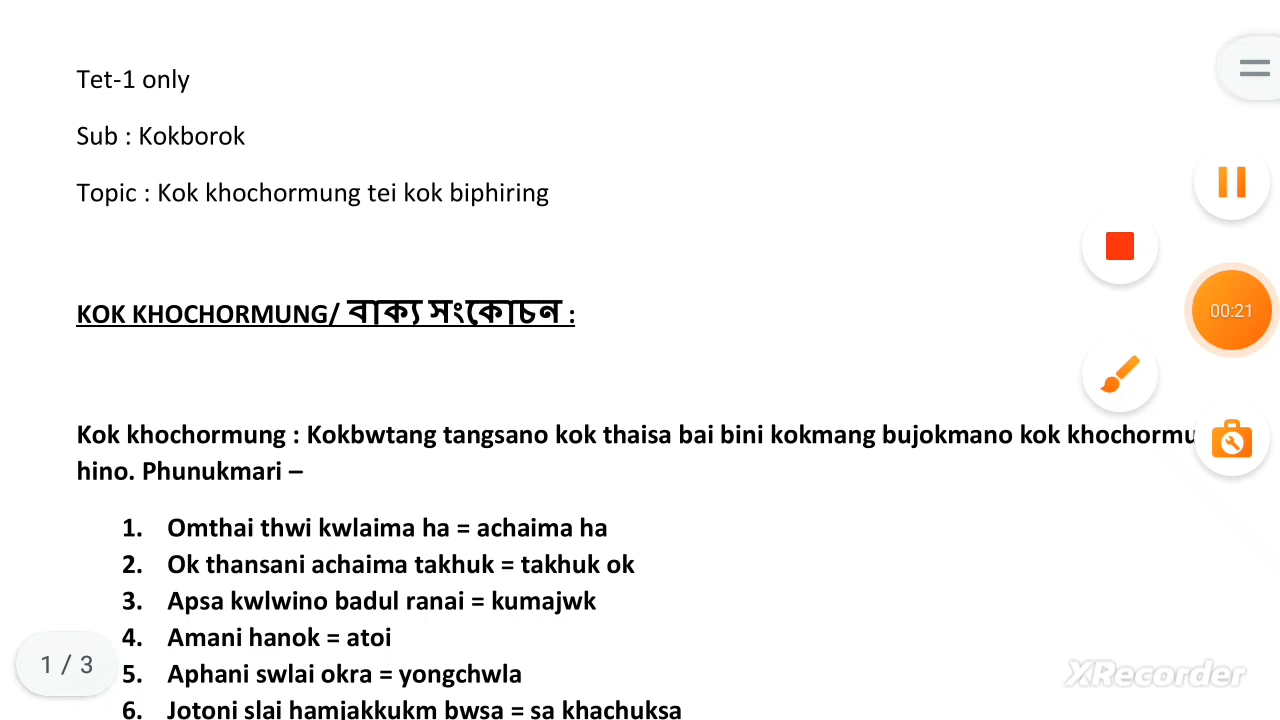 Tet-1 only
Sub : Kokborok
Topic : Kok khochormung tei kok biphiring
KOK KHOCHORMUNG/ বাক্য সংকোচন :
Kok khochormung : Kokbwtang tangsano kok thaisa bai bini kokmang bujokmano kok khochormu
hino. Phunukmari –
1. Omthai thwi kwlaima ha = achaima ha
2. Ok thansani achaima takhuk = takhuk ok
3. Apsa kwlwino badul ranai = kumajwk
4. Amani hanok = atoi
5. Aphani swlai okra = yongchwla
6. Jotoni slai hamjakkukm bwsa = sa khachuksa
00:21
1 / 3
XRecorder